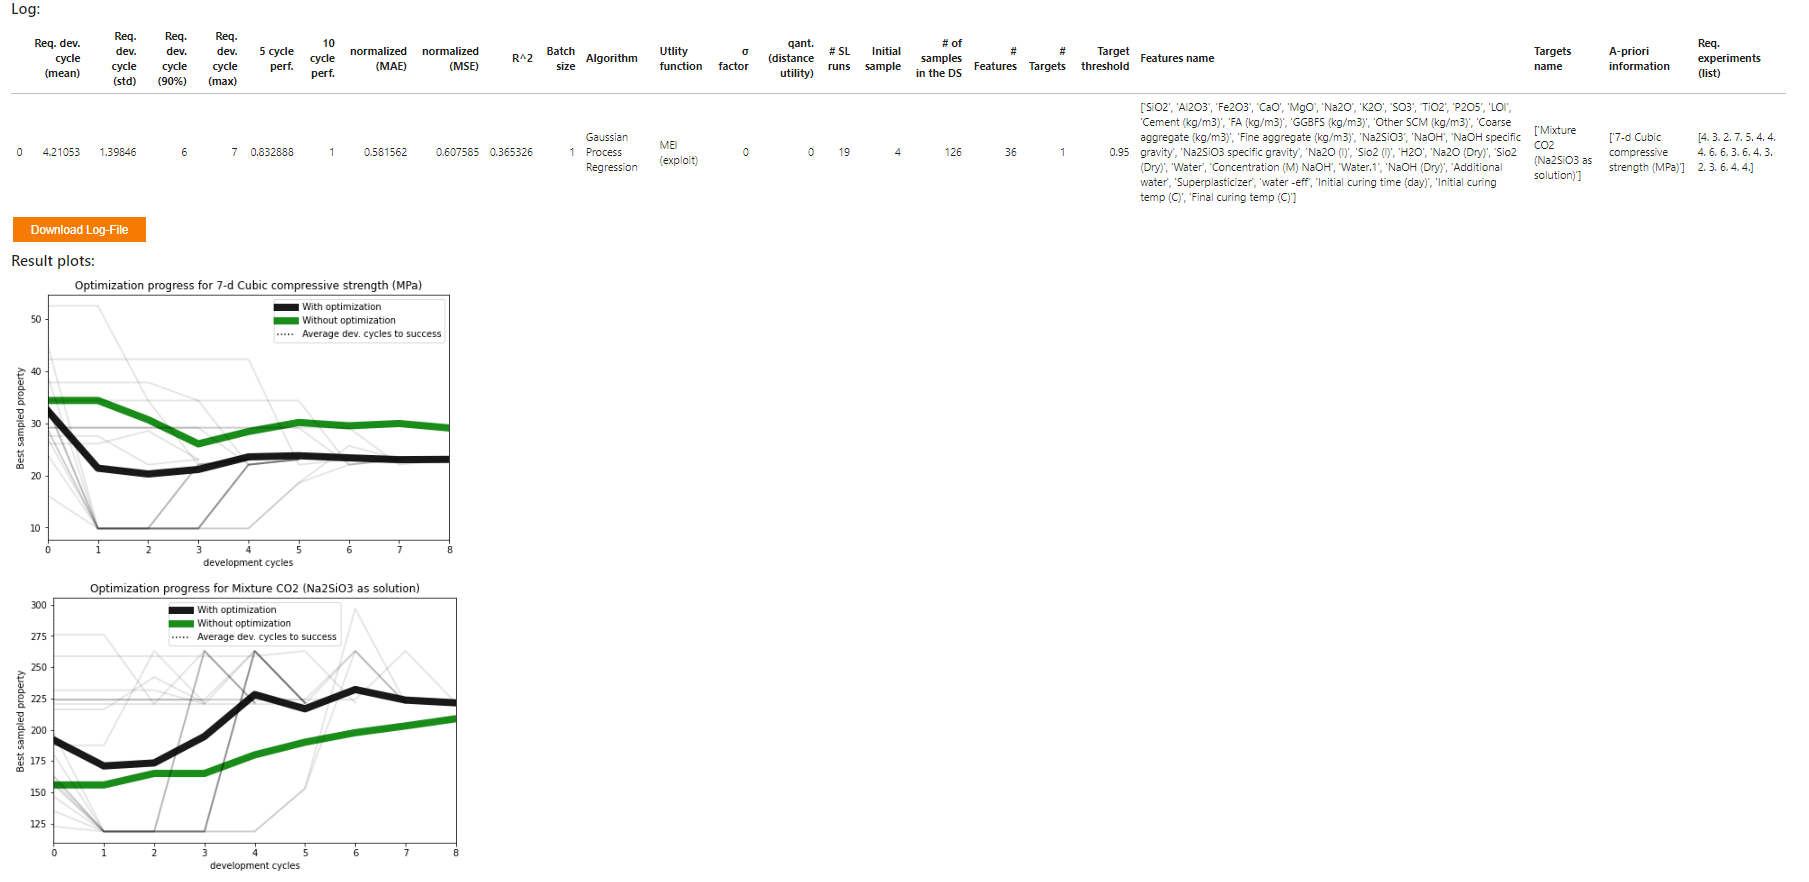 Log:
Req. dev. cycle (mean) Req. dev. cycle (std) Req. dev. cycle (90%) Req. dev. cycle (max) 5 cycle perf. 10 cycle perf. normalized (MAE) normalized (MSE) R^2 Batch size Algorithm Utlity function σ factor qant. (distance utility) # SL runs Initial sample # of samples in the DS # Features # Targets Target threshold Features name Targets name A-priori information Req. experiments (list)
0 4.21053 1.39846 6 7 0.832888 1 0.581562 0.607585 0.365326 1 Gaussian Process Regression MEI (exploit) 0 0 19 4 126 36 1 0.95
['SiO2', 'Al2O3', 'Fe2O3', 'CaO', 'MgO', 'Na2O', 'K2O', 'SO3', 'TiO2', 'P2O5', 'LOI',
'Cement (kg/m3)', 'FA (kg/m3)', 'GGBFS (kg/m3)', 'Other SCM (kg/m3)', 'Coarse
aggregate (kg/m3)', 'Fine aggregate (kg/m3)', 'Na2SiO3', 'NaOH', 'NaOH specific
gravity', 'Na2SiO3 specific gravity', 'Na2O (l)', 'Sio2 (l)', 'H2O', 'Na2O (Dry)', 'Sio2
(Dry)', 'Water', 'Concentration (M) NaOH', 'Water.1', 'NaOH (Dry)', 'Additional
water', 'Superplasticizer', 'water -eff', 'Initial curing time (day)', 'Initial curing
temp (C)', 'Final curing temp (C)']
['Mixture
CO2
(Na2SiO3 as
solution)']
['7-d Cubic
compressive
strength (MPa)']
[4. 3. 2. 7. 5. 4. 4.
4. 6. 6. 3. 6. 4. 3.
2. 3. 6. 4. 4.]
Download Log-File
Result plots:
Optimization progress for 7-d Cubic compressive strength (MPa)
With optimization
Without optimization
Average dev. cycles to success
Best sampled property
50
40
30
20
10
0 1 2 3 4 5 6 7 8
development cycles
Optimization progress for Mixture CO2 (Na2SiO3 as solution)
With optimization
Without optimization
Average dev. cycles to success
Best sampled property
300
275
250
225
200
175
150
125
0 1 2 3 4 5 6 7 8
development cycles